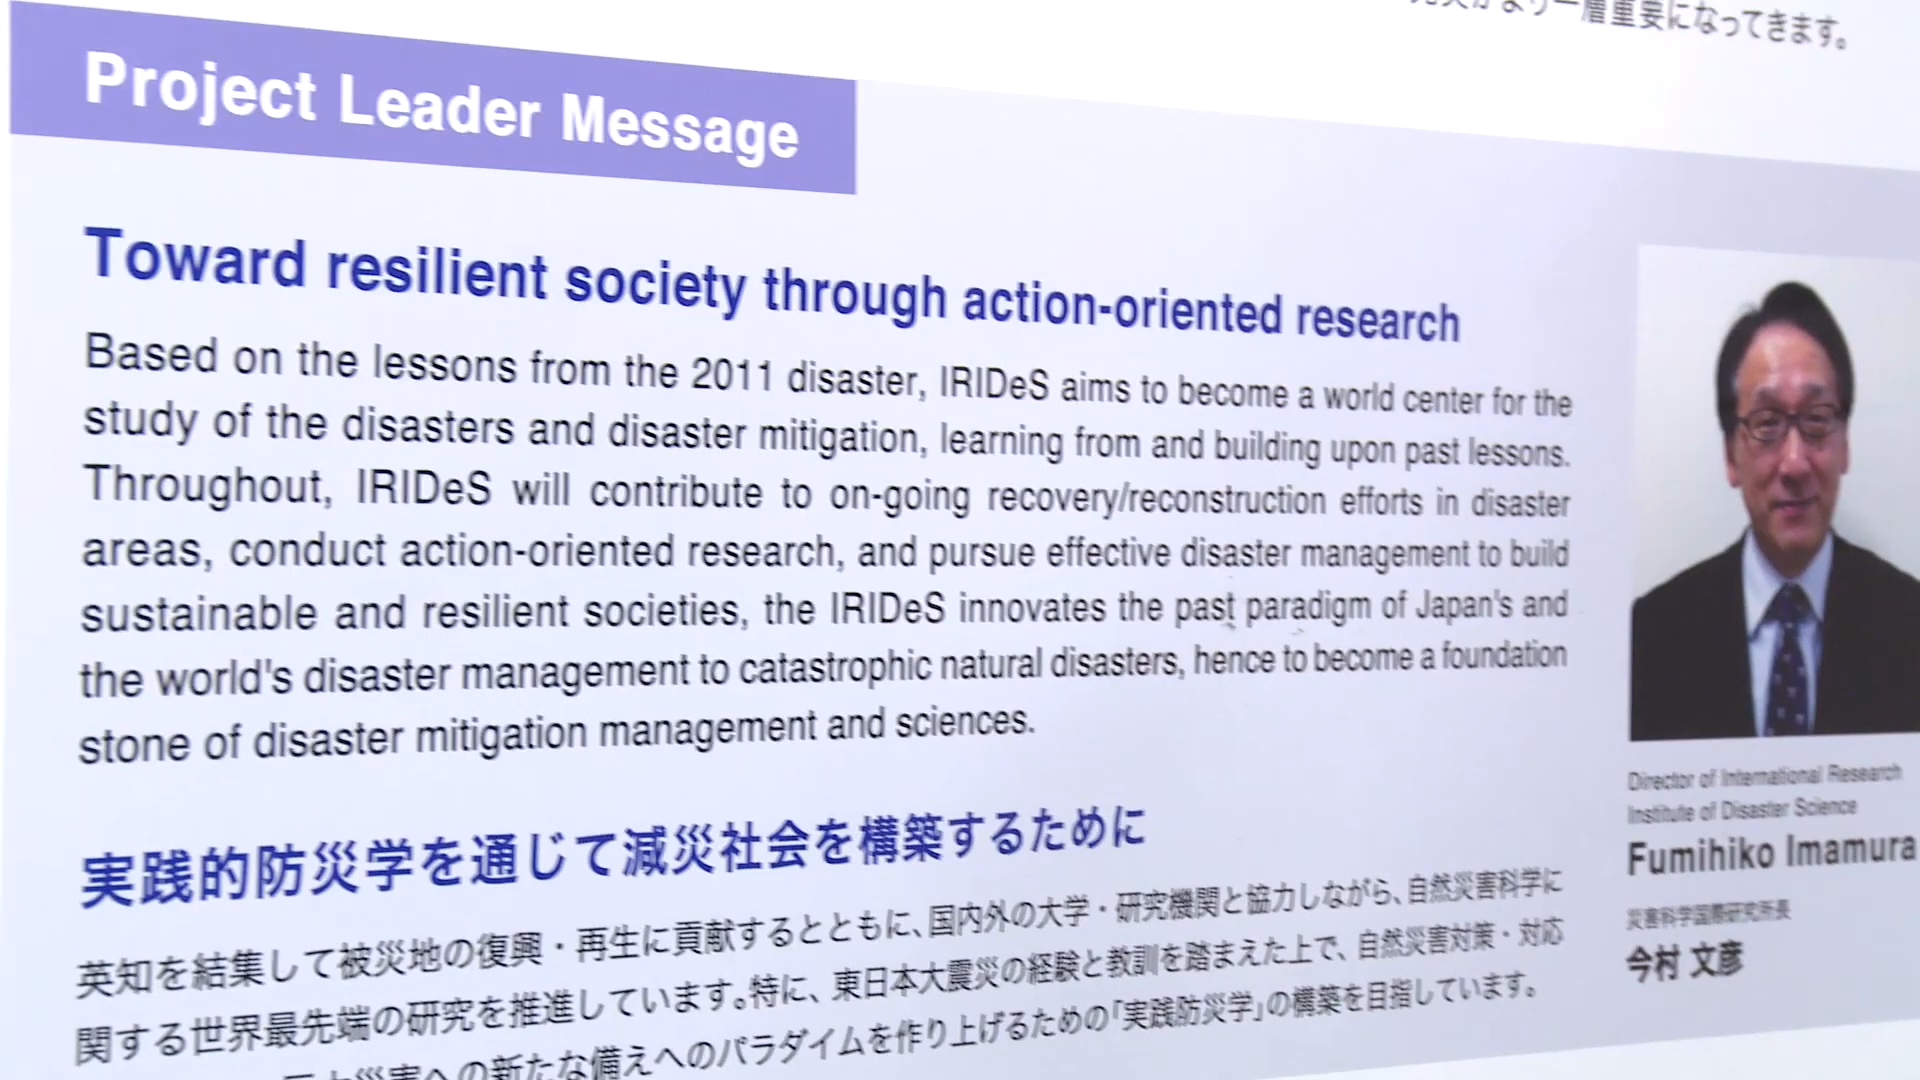 層重要になってきます。
Project Leader Message
Toward resilient society through action-oriented research
Based on the lessons from the 2011 disaster, IRIDeS aims to become a world center for the
study of the disasters and disaster mitigation, learning from and building upon past lessons.
Throughout, IRIDeS will contribute to on-going recovery/reconstruction efforts in disaster
areas, conduct action-oriented research, and pursue effective disaster management to build
sustainable and resilient societies, the IRIDeS innovates the past paradigm of Japan's and
the world's disaster management to catastrophic natural disasters, hence to become a foundation
stone of disaster mitigation management and sciences.
実践的防災学を通じて減災社会を構築するために
英知を結集して被災地の復興・再生に貢献するとともに、国内外の大学・研究機関と協力しながら、自然災害科学に
関する世界最先端の研究を推進しています。特に、東日本大震災の経験と教訓を踏まえた上で、自然災害対策・対応
災害への新たな備えへのパラダイムを作り上げるための「実践防災学」の構築を目指しています。
Director of International Research
Institute of Disaster Science
Fumihiko Imamura
災害科学国際研究所長
今村 文彦